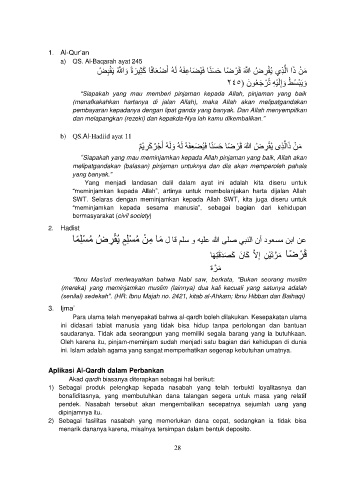 1. Al-Qur'an
a) QS. Al-Baqarah ayat 245
مَنْ ذَا الَّذِي يُقْرِضُ اللَّهَ قَرْضًا حَسَنًا فَيُضَاعِفَهُ لَهُ أَضْعَافًا كَثِيرَةً وَاللَّهُ يَقْبِضُ
وَيَبْسُطُ وَإِلَيْهِ تُرْجَعُونَ (٢٤٥
"Siapakah yang mau memberi pinjaman kepada Allah, pinjaman yang baik
(menafkahkan hartanya di jalan Allah), maka Allah akan melipatgandakan
pembayaran kepadanya dengan lipat ganda yang banyak. Dan Allah menyempitkan
dan melapangkan (rezeki) dan kepakda-Nya lah kamu dikembalikan."
b) QS.Al-Hadiid ayat 11
مَنْ ذَالَّذِى يُقْرِضُ اللَّهَ قَرْضًا حَسَنًا فَيُضٰعِفَهُ لَهُ وَلَهُ أَجْرٌكَرِيْمٌ
"Siapakah yang mau meminjamkan kepada Allah pinjaman yang baik, Allah akan
melipatgandakan (balasan) pinjaman untuknya dan dia akan memperoleh pahala
yang banyak."
Yang menjadi landasan dalil dalam ayat ini adalah kita diseru untuk
"meminjamkan kepada Allah", artinya untuk membelanjakan harta dijalan Allah
SWT. Selaras dengan meminjamkan kepada Allah SWT, kita juga diseru untuk
"meminjamkan kepada sesama manusia". sebagai bagian dari kehidupan
bermasyarakat (civil society)
2. Hadist
عن ابن مسعود أن النبي صلى الله عليه و سلم قا ل مَا مِنْ مُسْلِمٍ يُقْرِضُ مُسْلِمًا
قُرْضًا مَرَّتَيْنِ إِلاَّ كَانَ كَصَدَقَتِهَا
مَرَّةً
"Ibnu Mas'ud meriwayatkan bahwa Nabi saw, berkata, "Bukan seorang muslim
(mareka) yang meminjamkan muslim (lainnya) dua kali kecuali yang satunya adalah
(senilai) sedekah". (HR: Ibnu Majah no. 2421, kitab al-Ahkam; Ibnu Hibban dan Baihaqi)
3. Ijma'
Para ulama telah menyepakati bahwa al-qardh boleh dilakukan. Kesepakatan ulama
ini didasari tabiat manusia yang tidak bisa hidup tanpa pertolongan dan bantuan
saudaranya. Tidak ada seorangpun yang memiliki segala barang yang ia butuhkaan.
Oleh karena itu, pinjam-meminjam sudah menjadi satu bagian dari kehidupan di dunia
ini. Islam adalah agama yang sangat memperhatikan segenap kebutuhan umatnya.
Aplikasi Al-Qardh dalam Perbankan
Akad qardh biasanya diterapkan sebagai hal berikut:
1) Sebagai produk pelengkap kepada nasabah yang telah terbukti loyalitasnya dan
bonafiditasnya, yang membutuhkan dana talangan segera untuk masa yang relatif
pendek. Nasabah tersebut akan mengembalikan secepatnya sejumlah uang yang
dipinjamnya itu.
2) Sebagai fasilitas nasabah yang memerlukan dana cepat, sedangkan ia tidak bisa
menarik dananya karena, misalnya tersimpan dalam bentuk deposito.
28